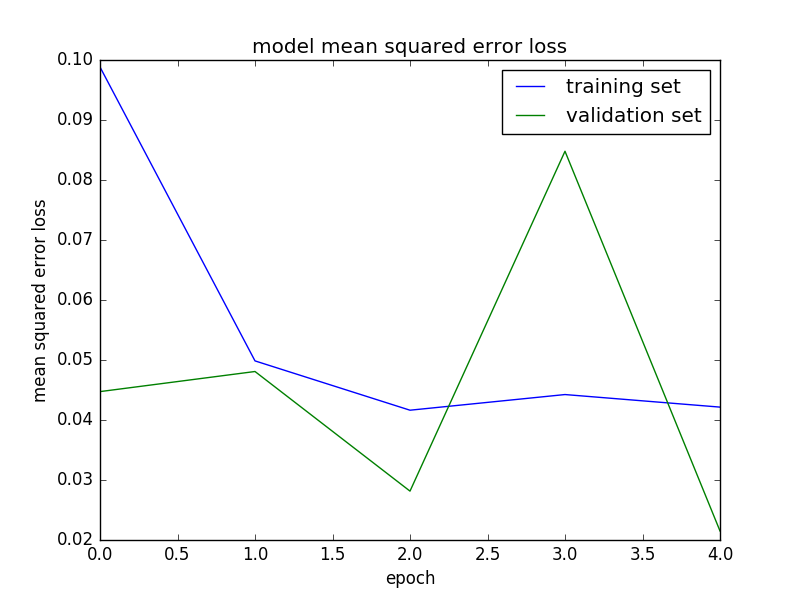 model mean squared error loss
training set
validation set
0.10
0.09
0.08
0.07
0.06
0.05
0.04
0.03
0.02
mean squared error loss
0.0 0.5 1.0 1.5 2.0 2.5 3.0 3.5 4.0
epoch